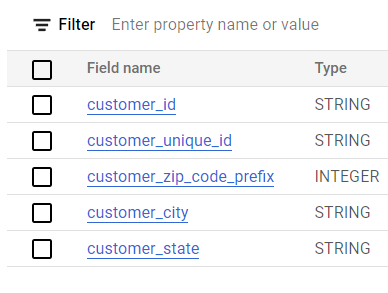 Filter Enter property name or value
Field name Type
customer_id STRING
customer_unique_id STRING
customer_zip_code_prefix INTEGER
customer_city STRING
customer_state STRING